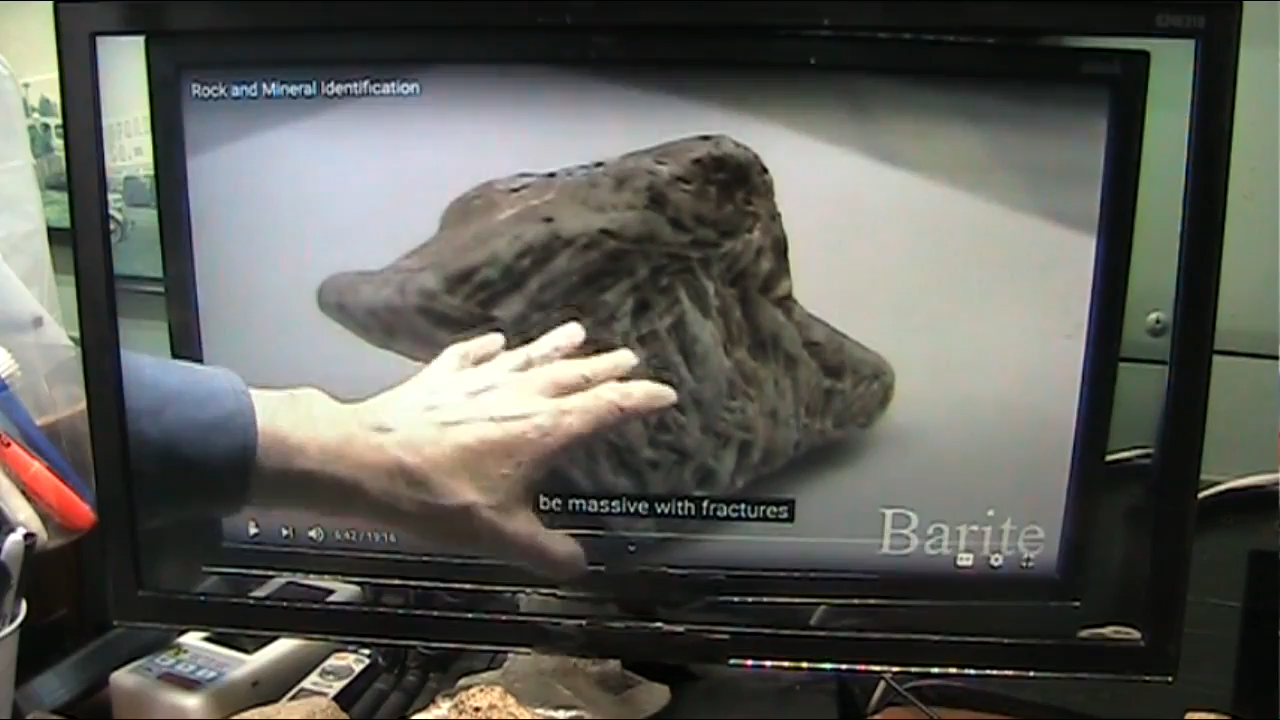 Rock and Mineral Identification
be massive with fractures
Barite